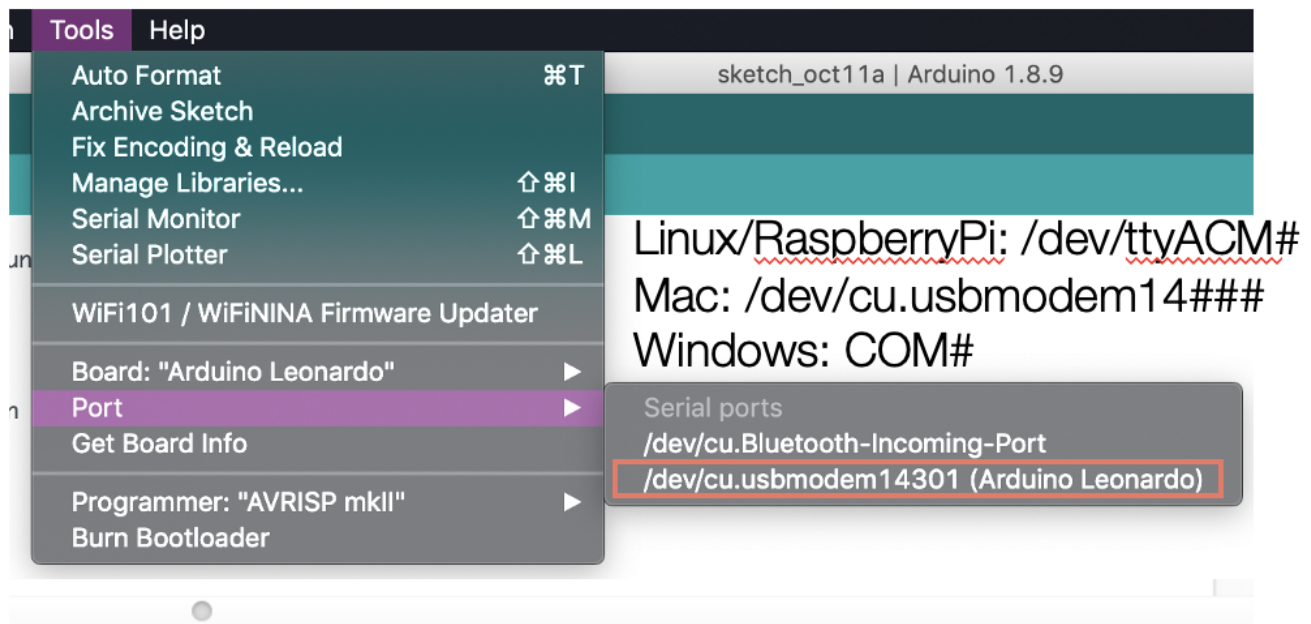 Tools Help
sketch_oct11a | Arduino 1.8.9
Auto Format ⌘T
Archive Sketch
Fix Encoding & Reload
Manage Libraries... ⇧⌘I
Serial Monitor ⇧⌘M
Serial Plotter ⇧⌘L
WiFi101 / WiFiNINA Firmware Updater
Board: "Arduino Leonardo"
Port
Get Board Info
Programmer: "AVRISP mkII"
Burn Bootloader
Linux/RaspberryPi: /dev/ttyACM#
Mac: /dev/cu.usbmodem14###
Windows: COM#
Serial ports
/dev/cu.Bluetooth-Incoming-Port
/dev/cu.usbmodem14301 (Arduino Leonardo)